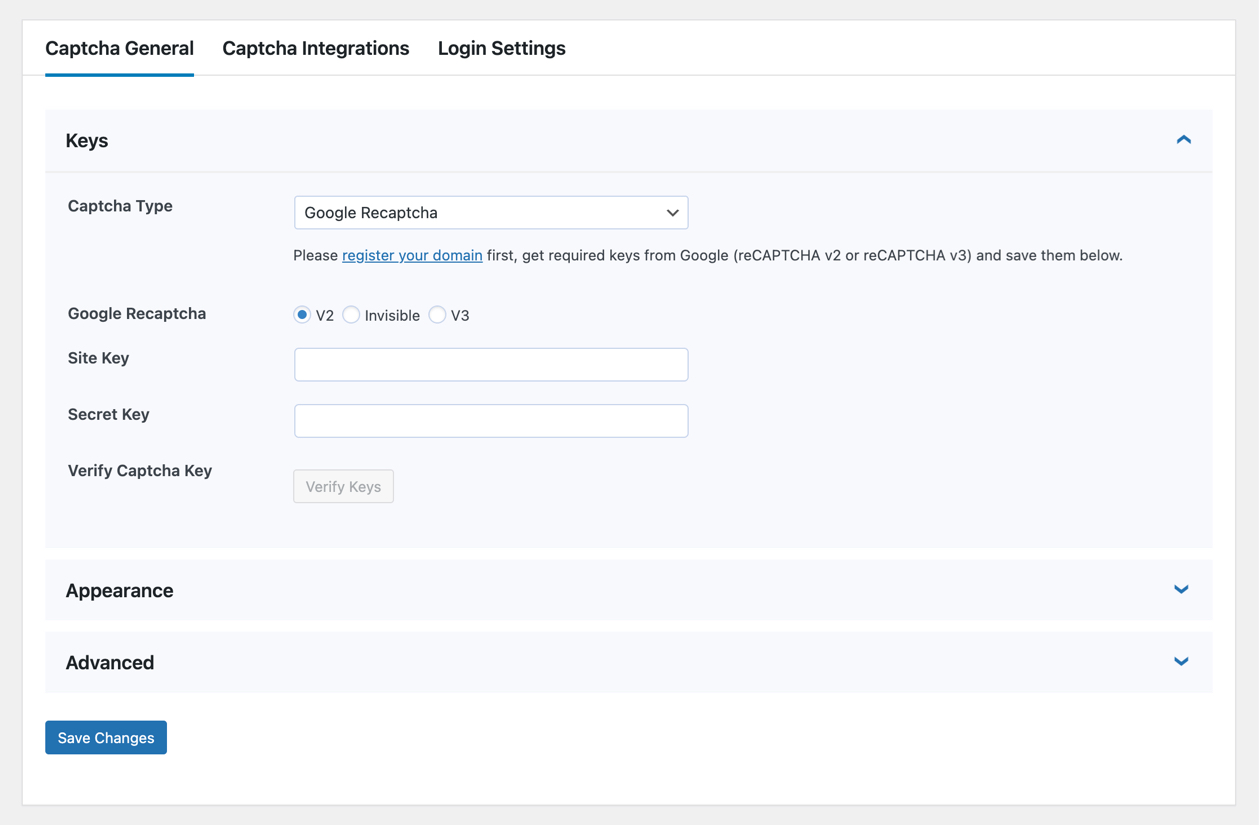 Captcha General Captcha Integrations Login Settings
Keys
Captcha Type
Google Recaptcha
Please register your domain first, get required keys from Google (reCAPTCHA v2 or reCAPTCHA v3) and save them below.
Google Recaptcha V2 Invisible V3
Site Key
Secret Key
Verify Captcha Key
Verify Keys
Appearance
Advanced
Save Changes